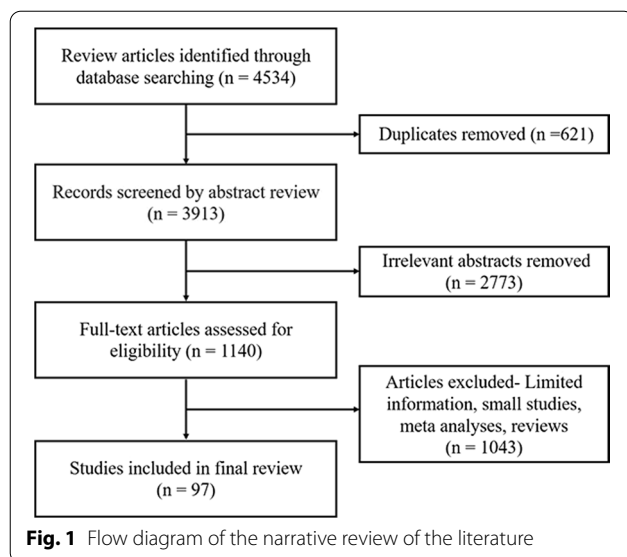 Review articles identified through
database searching (n = 4534)
Duplicates removed (n =621)
Records screened by abstract review
(n = 3913)
Irrelevant abstracts removed
(n = 2773)
Full-text articles assessed for
eligibility (n = 1140)
Articles excluded- Limited
information, small studies,
meta analyses, reviews
(n = 1043)
Studies included in final review
(n = 97)
Fig. 1 Flow diagram of the narrative review of the literature